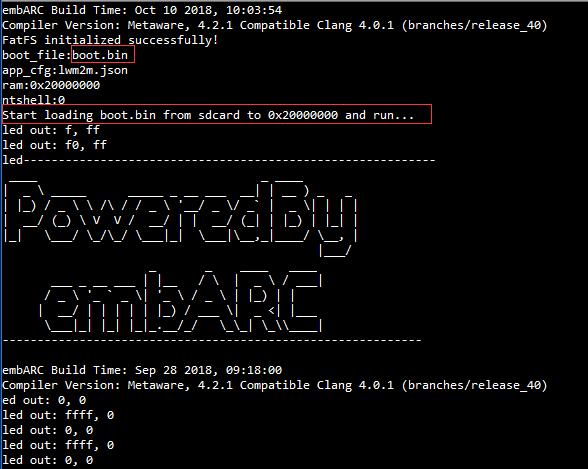 embARC Build Time: Oct 10 2018, 10:03:54
Compiler Version: Metaware, 4.2.1 Compatible Clang 4.0.1 (branches/release_40)
FatFS initialized successfully!
boot_file:boot.bin
app_cfg:lwm2m.json
ram:0x20000000
ntshell:0
Start loading boot.bin from sdcard to 0x20000000 and run...
led out: f, ff
led out: f0, ff
led-----------------------------------------------------
PoweredBy
embARC
------------------------------------------------------
embARC Build Time: Sep 28 2018, 09:18:00
Compiler Version: Metaware, 4.2.1 Compatible Clang 4.0.1 (branches/release_40)
ed out: 0, 0
led out: ffff, 0
led out: 0, 0
led out: ffff, 0
led out: 0, 0